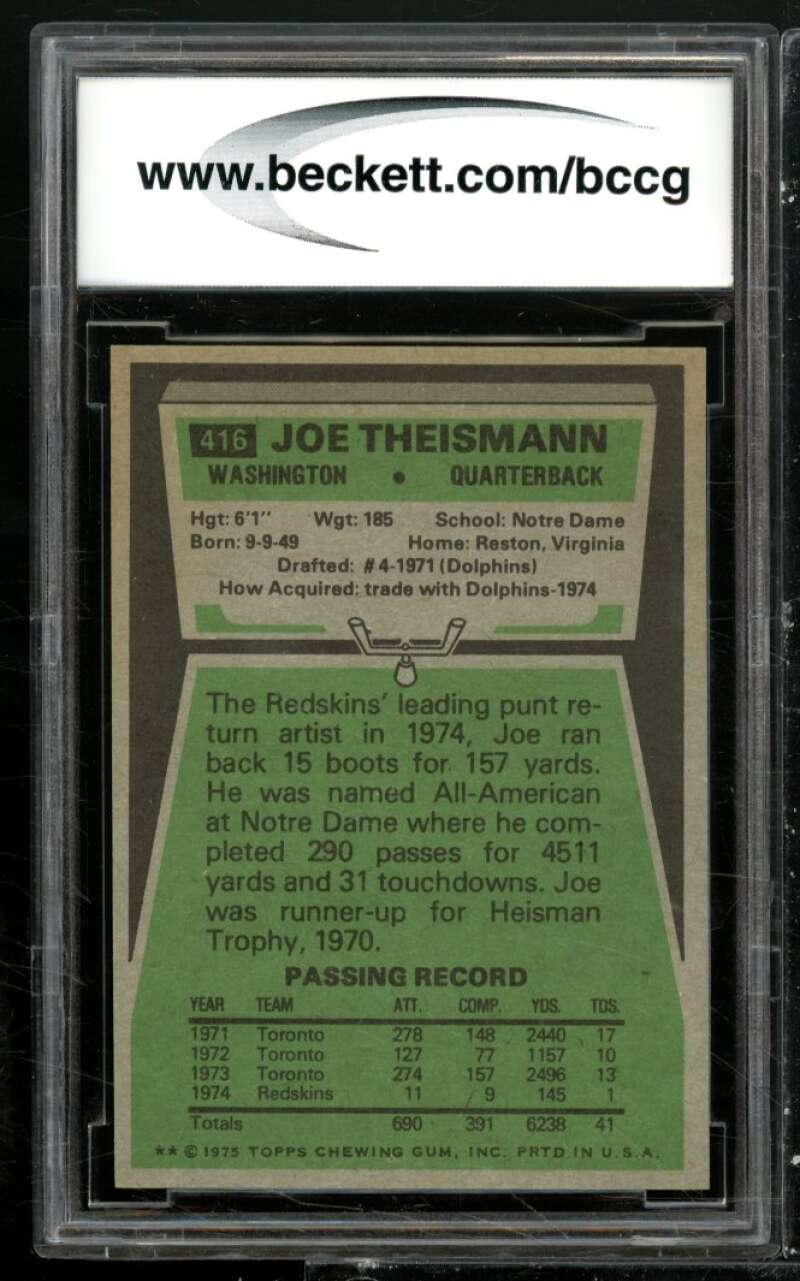 www.beckett.com/bccg
416 JOE THEISMANN
WASHINGTON • QUARTERBACK
Hgt: 6'1" Wgt: 185 School: Notre Dame
Born: 9-9-49 Home: Reston, Virginia
Drafted: #4-1971 (Dolphins)
How Acquired: trade with Dolphins-1974
The Redskins' leading punt re-
turn artist in 1974, Joe ran
back 15 boots for 157 yards.
He was named All-American
at Notre Dame where he com-
pleted 290 passes for 4511
yards and 31 touchdowns. Joe
was runner-up for Heisman
Trophy, 1970.
PASSING RECORD
YEAR TEAM ATT. COMP. YDS. TDS.
1971 Toronto 278 148 2440 17
1972 Toronto 127 77 1157 10
1973 Toronto 274 157 2496 13
1974 Redskins 11 9 145 1
Totals 690 391 6238 41
** © 1975 TOPPS CHEWING GUM, INC. PRTD IN U.S.A.